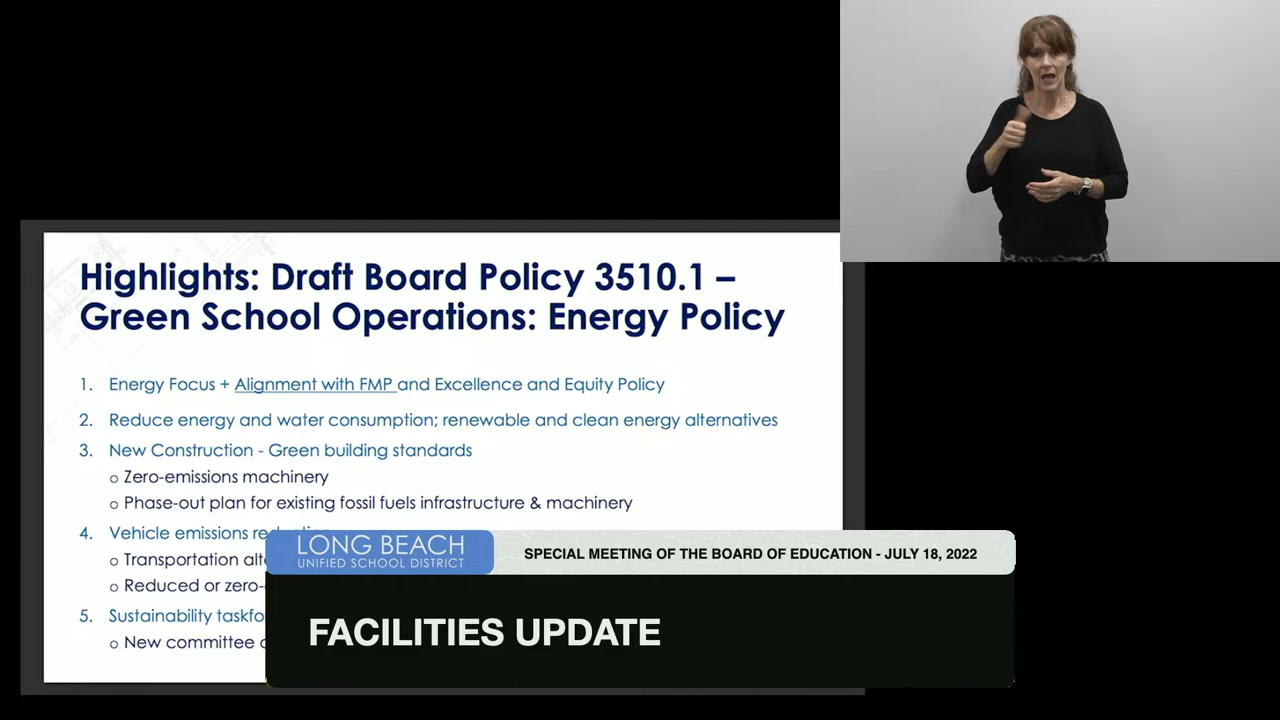 Highlights: Draft Board Policy 3510.1 –
Green School Operations: Energy Policy
1. Energy Focus + Alignment with FMP and Excellence and Equity Policy
2. Reduce energy and water consumption; renewable and clean energy alternatives
3. New Construction - Green building standards
o Zero-emissions machinery
o Phase-out plan for existing fossil fuels infrastructure & machinery
4. Vehicle emissions
o Transportation
o Reduced or zero-
5. Sustainability
o New committee
LONG BEACH
UNIFIED SCHOOL DISTRICT
SPECIAL MEETING OF THE BOARD OF EDUCATION - JULY 18, 2022
FACILITIES UPDATE